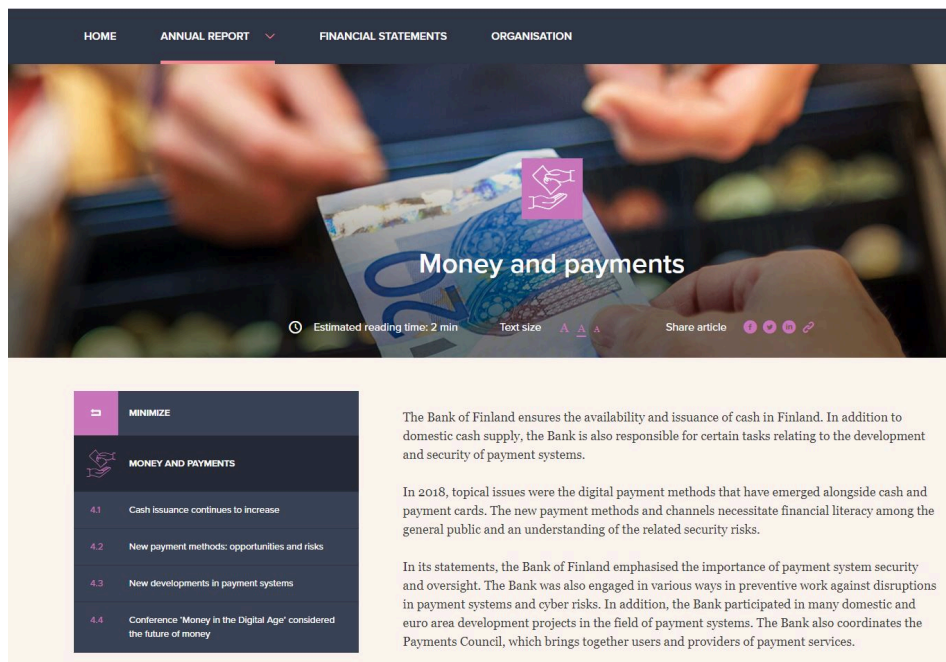 HOME ANNUAL REPORT FINANCIAL STATEMENTS ORGANISATION
20
Money and payments
Estimated reading time: 2 min Text size A A A Share article
MINIMIZE
MONEY AND PAYMENTS
4.1 Cash issuance continues to increase
4.2 New payment methods: opportunities and risks
4.3 New developments in payment systems
4.4 Conference 'Money in the Digital Age' considered
the future of money
The Bank of Finland ensures the availability and issuance of cash in Finland. In addition to
domestic cash supply, the Bank is also responsible for certain tasks relating to the development
and security of payment systems.
In 2018, topical issues were the digital payment methods that have emerged alongside cash and
payment cards. The new payment methods and channels necessitate financial literacy among the
general public and an understanding of the related security risks.
In its statements, the Bank of Finland emphasised the importance of payment system security
and oversight. The Bank was also engaged in various ways in preventive work against disruptions
in payment systems and cyber risks. In addition, the Bank participated in many domestic and
euro area development projects in the field of payment systems. The Bank also coordinates the
Payments Council, which brings together users and providers of payment services.